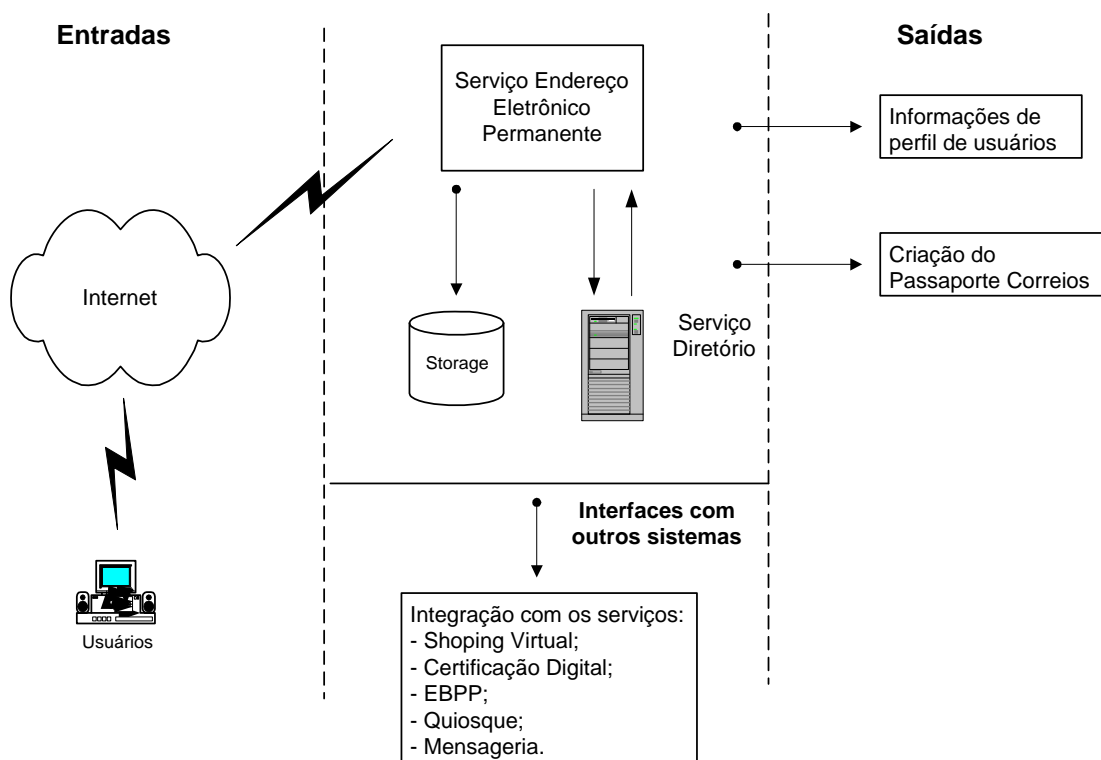 Entradas
Saídas
Serviço Endereço
Eletrônico
Permanente
Informações de
perfil de usuários
Criação do
Passaporte Correios
Internet
Storage
Serviço
Diretório
Interfaces com
outros sistemas
Usuários
Integração com os serviços:
- Shoping Virtual;
- Certificação Digital;
- EBPP;
- Quiosque;
- Mensageria.